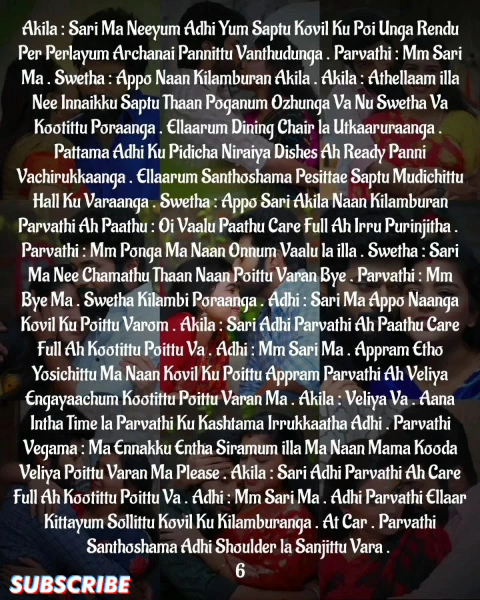 Akila : Sari Ma Neeyum Adhi Yum Saptu Kovil Ku Poi Unga Rendu
Per Perlayum Archanai Pannittu Vanthudunga . Parvathi : Mm Sari
Ma . Swetha : Appo Naan Kilamburan Akila . Akila : Athellaam illa
Nee Innaikku Saptu Thaan Poganum Ozhunga Va Nu Swetha Va
Kootittu Poraanga . Ellaarum Dining Chair la Utkaaruraanga .
Pattama Adhi Ku Pidicha Niraiya Dishes Ah Ready Panni
Vachirukkaanga . Ellaarum Santhoshama Pesittae Saptu Mudichittu
Hall Ku Varaanga . Swetha : Appo Sari Akila Naan Kilamburan
Parvathi Ah Paathu : Oi Vaalu Paathu Care Full Ah Irru Purinjitha .
Parvathi : Mm Ponga Ma Naan Onnum Vaalu la illa . Swetha : Sari
Ma Nee Chamathu Thaan Naan Poittu Varan Bye . Parvathi : Mm
Bye Ma . Swetha Kilambi Poraanga . Adhi : Sari Ma Appo Naanga
Kovil Ku Poittu Varom . Akila : Sari Adhi Parvathi Ah Paathu Care
Full Ah Kootittu Poittu Va . Adhi : Mm Sari Ma . Appram Etho
Yosichittu Ma Naan Kovil Ku Poittu Appram Parvathi Ah Veliya
Engayaachum Kootittu Poittu Varan Ma . Akila : Veliya Va . Aana
Intha Time la Parvathi Ku Kashtama Irrukkaatha Adhi . Parvathi
Vegama : Ma Ennakku Entha Siramum illa Ma Naan Mama Kooda
Veliya Poittu Varan Ma Please . Akila : Sari Adhi Parvathi Ah Care
Full Ah Kootittu Poittu Va . Adhi : Mm Sari Ma . Adhi Parvathi Ellaar
Kittayum Sollittu Kovil Ku Kilamburanga . At Car . Parvathi
Santhoshama Adhi Shoulder la Sanjittu Vara .
6
SUBSCRIBE